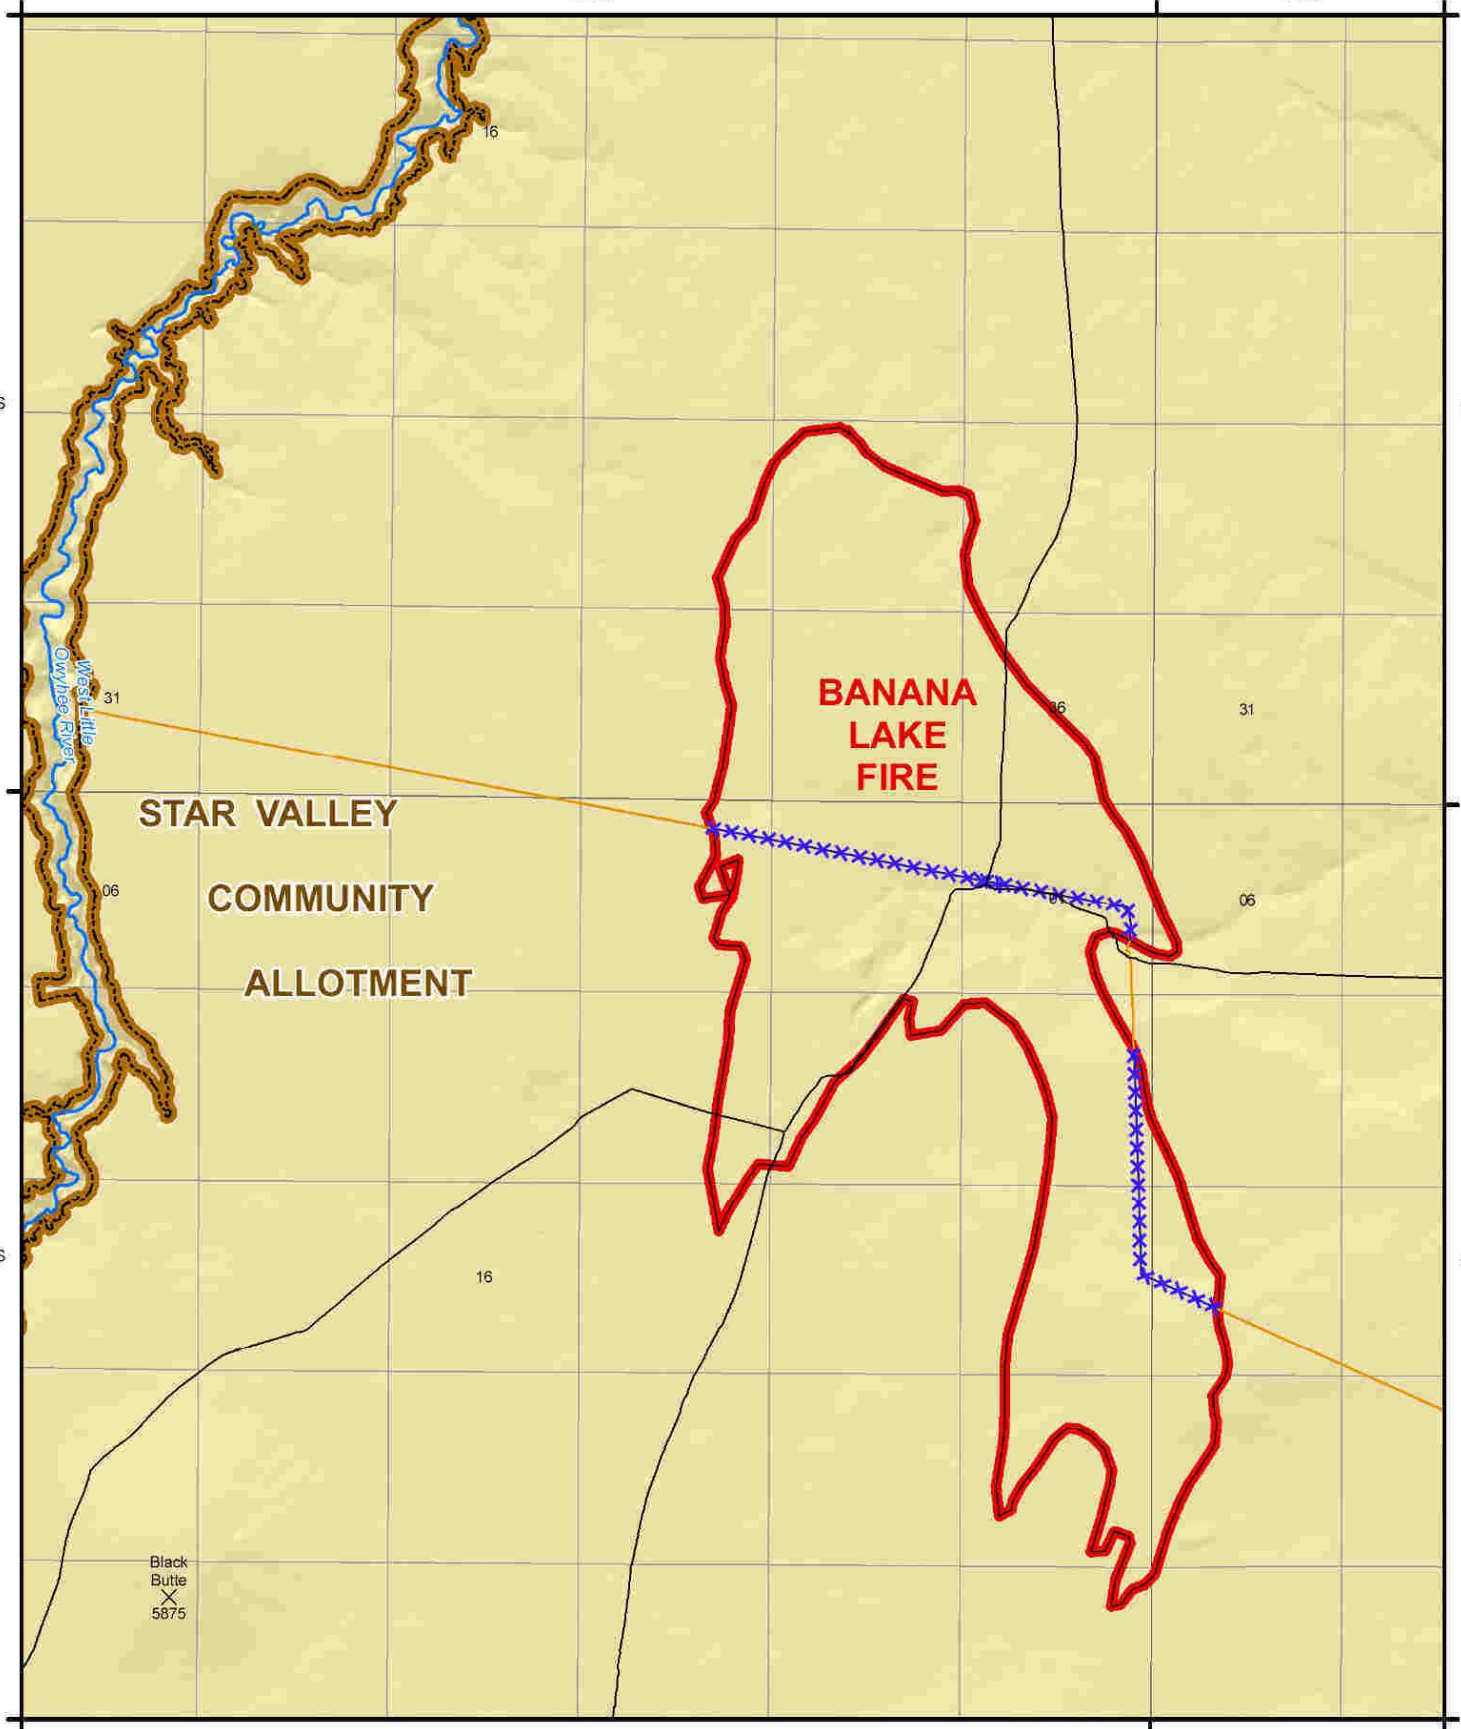 16
West Little
Owyhee River
31
BANANA
LAKE
FIRE
36
31
STAR VALLEY
COMMUNITY
ALLOTMENT
06
01
06
16
Black
Butte
5875
S
S